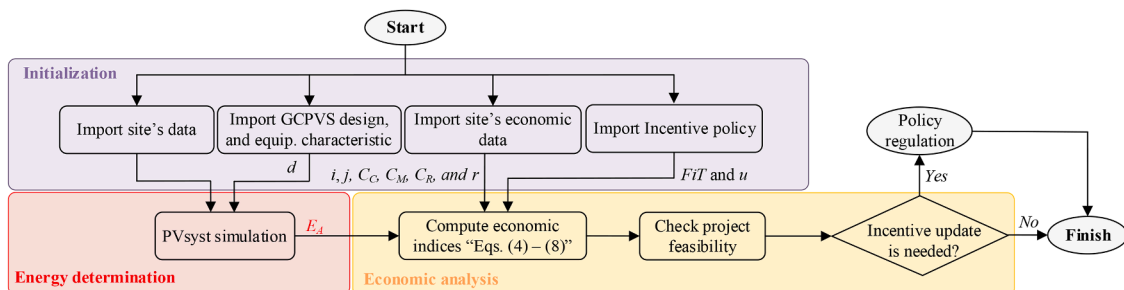 Start
Initialization
Import site's data
Import GCPVS design,
and equip. characteristic
Import site's economic
data
Import Incentive policy
Policy
regulation
d
i, j, C_C, C_M, C_R, and r
FiT and u
Yes
PVsyst simulation
E_A
Compute economic
indices “Eqs. (4) – (8)”
Check project
feasibility
Incentive update
is needed?
No
Finish
Energy determination
Economic analysis